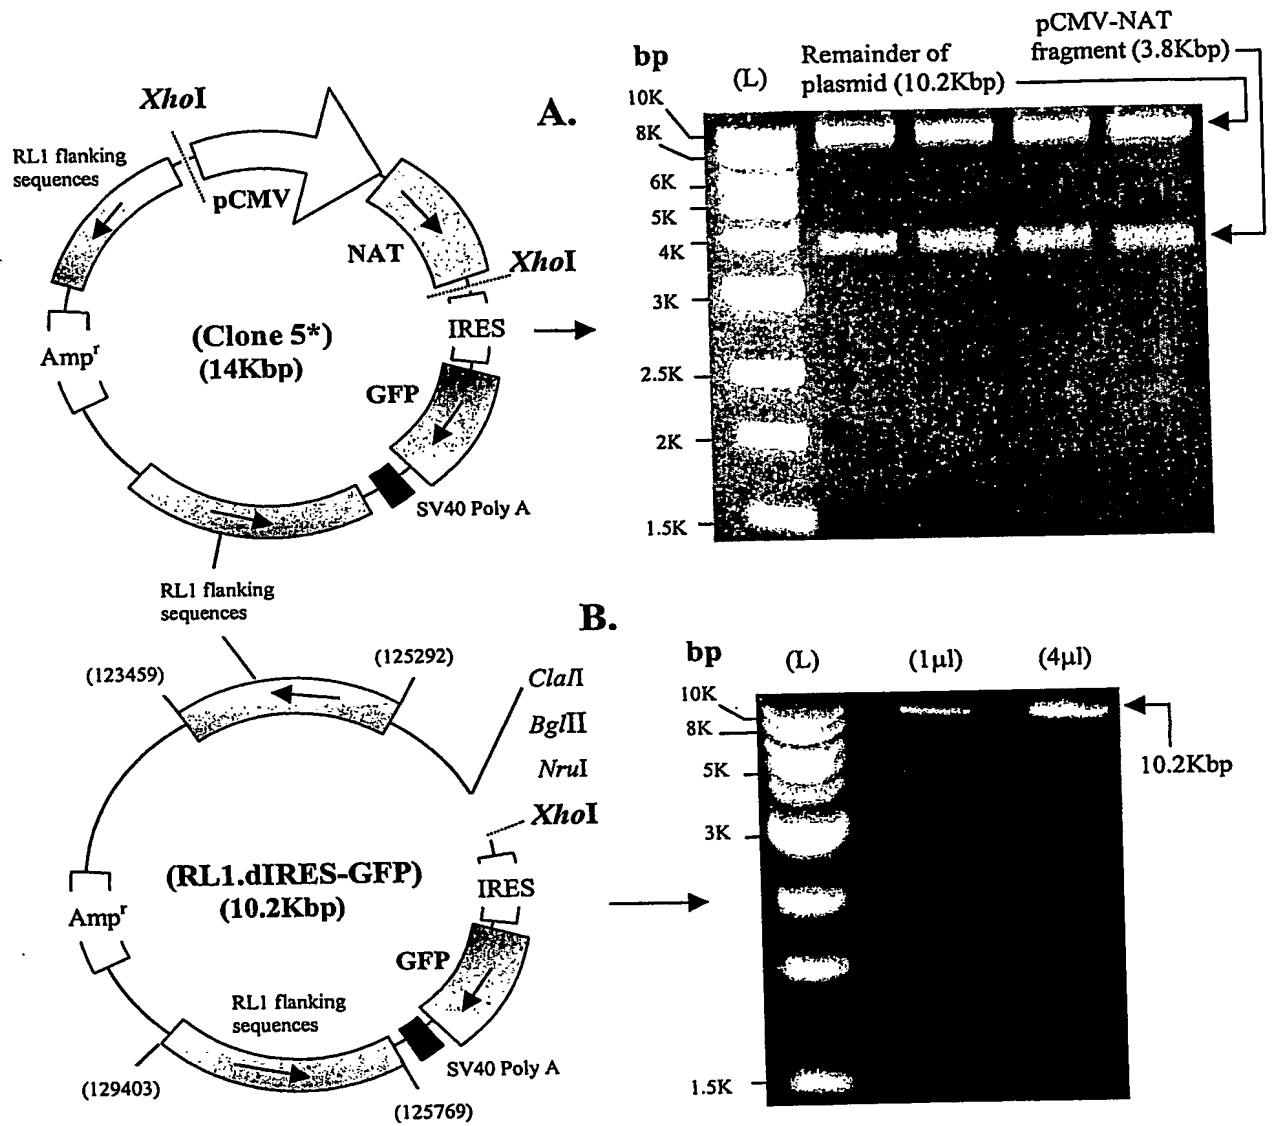 A.
XhoI
RL1 flanking
sequences
pCMV
NAT
XhoI
IRES
(Clone 5*)
(14Kbp)
Ampʳ
GFP
SV40 Poly A
RL1 flanking
sequences
bp
(L)
Remainder of
plasmid (10.2Kbp)
pCMV-NAT
fragment (3.8Kbp)
10K
8K
6K
5K
4K
3K
2.5K
2K
1.5K
B.
(123459)
(125292)
ClaI
BglII
NruI
XhoI
(RL1.dIRES-GFP)
(10.2Kbp)
IRES
Ampʳ
GFP
RL1 flanking
sequences
SV40 Poly A
(129403)
(125769)
bp
(L)
(1µl)
(4µl)
10K
8K
5K
3K
1.5K
10.2Kbp